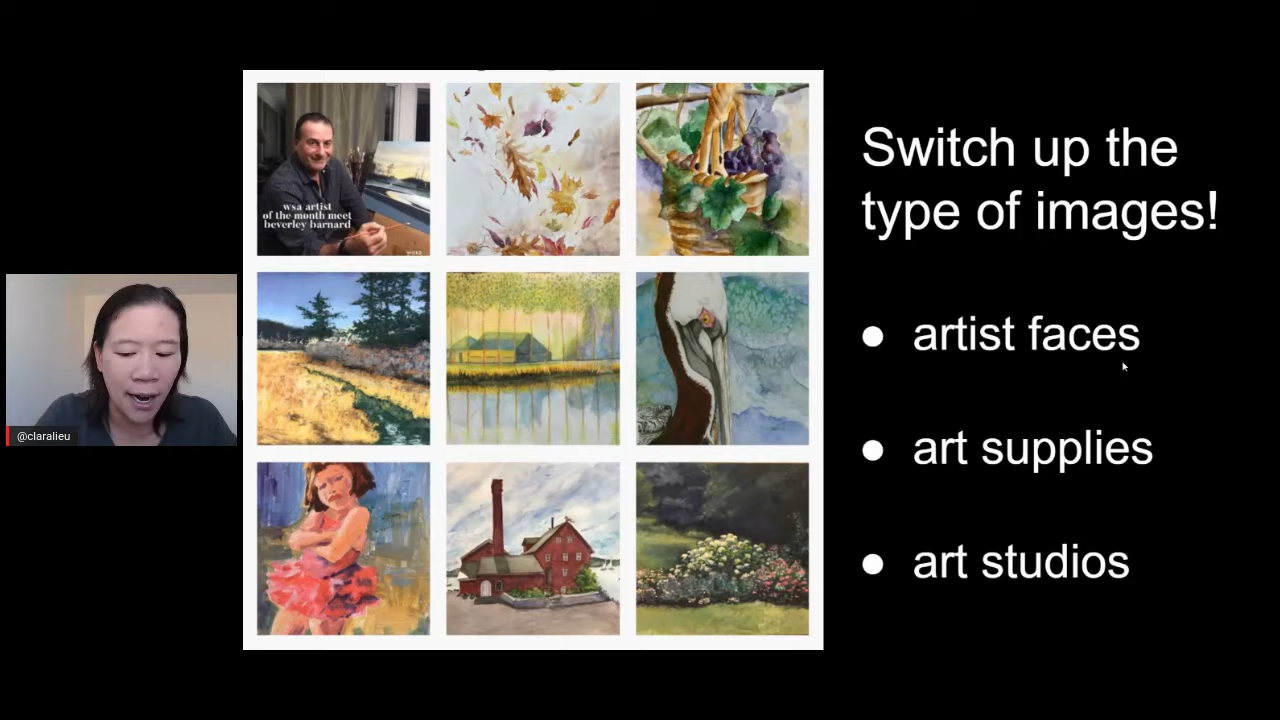 wsa artist
of the month meet
beverley barnard
@claralieu
Switch up the
type of images!
• artist faces
• art supplies
• art studios